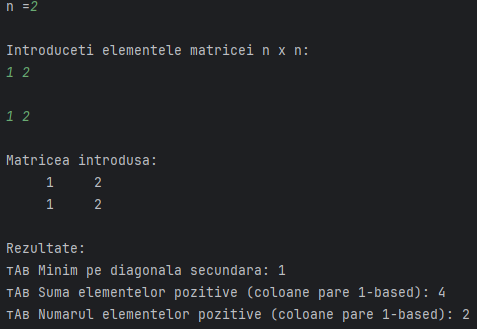 n =2
Introduceti elementele matricei n x n:
1 2
1 2
Matricea introdusa:
1 2
1 2
Rezultate:
тАв Minim pe diagonala secundara: 1
тАв Suma elementelor pozitive (coloane pare 1-based): 4
тАв Numarul elementelor pozitive (coloane pare 1-based): 2